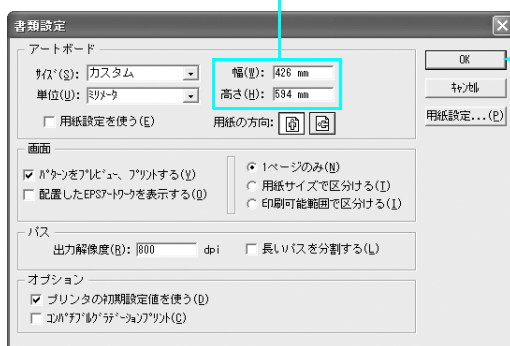 書類設定
アートボード
サイズ(S): カスタム
幅(W): 426 mm
単位(U): ミリメータ
高さ(H): 594 mm
用紙設定を使う(E)
用紙の方向:
OK
キャンセル
用紙設定...(P)
画面
パターンをプレビュー、プリントする(Y)
配置したEPSアートワークを表示する(O)
1ページのみ(N)
用紙サイズで区分ける(I)
印刷可能範囲で区分ける(I)
パス
出力解像度(R): 800 dpi
長いパスを分割する(L)
オプション
プリンタの初期設定値を使う(D)
コンパチブルグラデーションプリント(C)